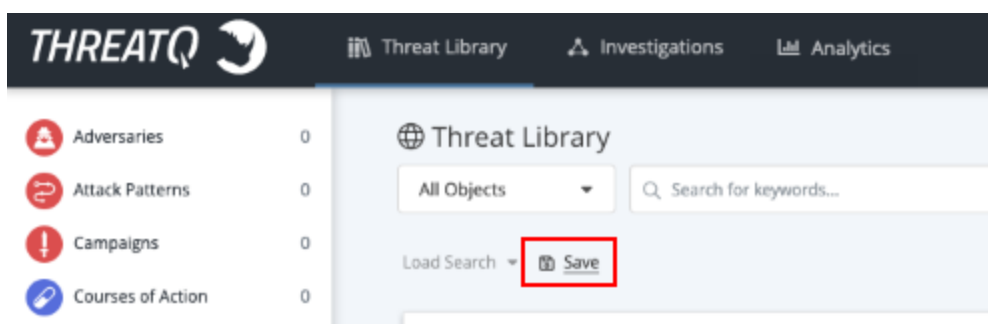 THREATQ
Threat Library
Investigations
Analytics
Adversaries 0
Attack Patterns 0
Campaigns 0
Courses of Action 0
Threat Library
All Objects
Search for keywords...
Load Search
Save